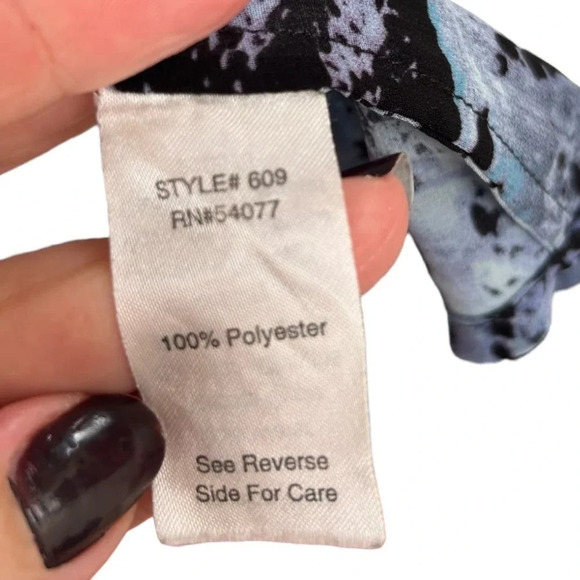 STYLE# 609
RN#54077
100% Polyester
See Reverse
Side For Care